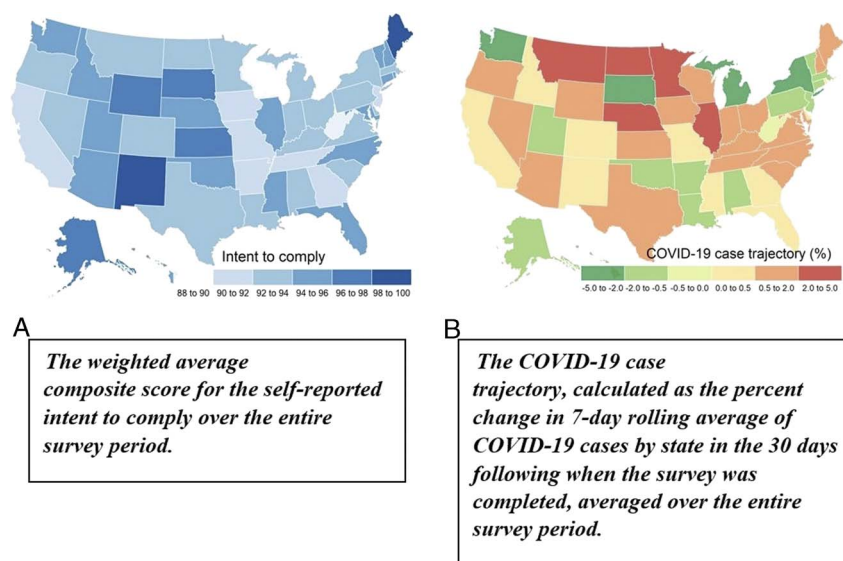 Intent to comply
88 to 90 90 to 92 92 to 94 94 to 96 96 to 98 98 to 100
COVID-19 case trajectory (%)
-5.0 to -2.0 -2.0 to -0.5 -0.5 to 0.0 0.0 to 0.5 0.5 to 2.0 2.0 to 5.0
A
The weighted average
composite score for the self-reported
intent to comply over the entire
survey period.
B
The COVID-19 case
trajectory, calculated as the percent
change in 7-day rolling average of
COVID-19 cases by state in the 30 days
following when the survey was
completed, averaged over the entire
survey period.